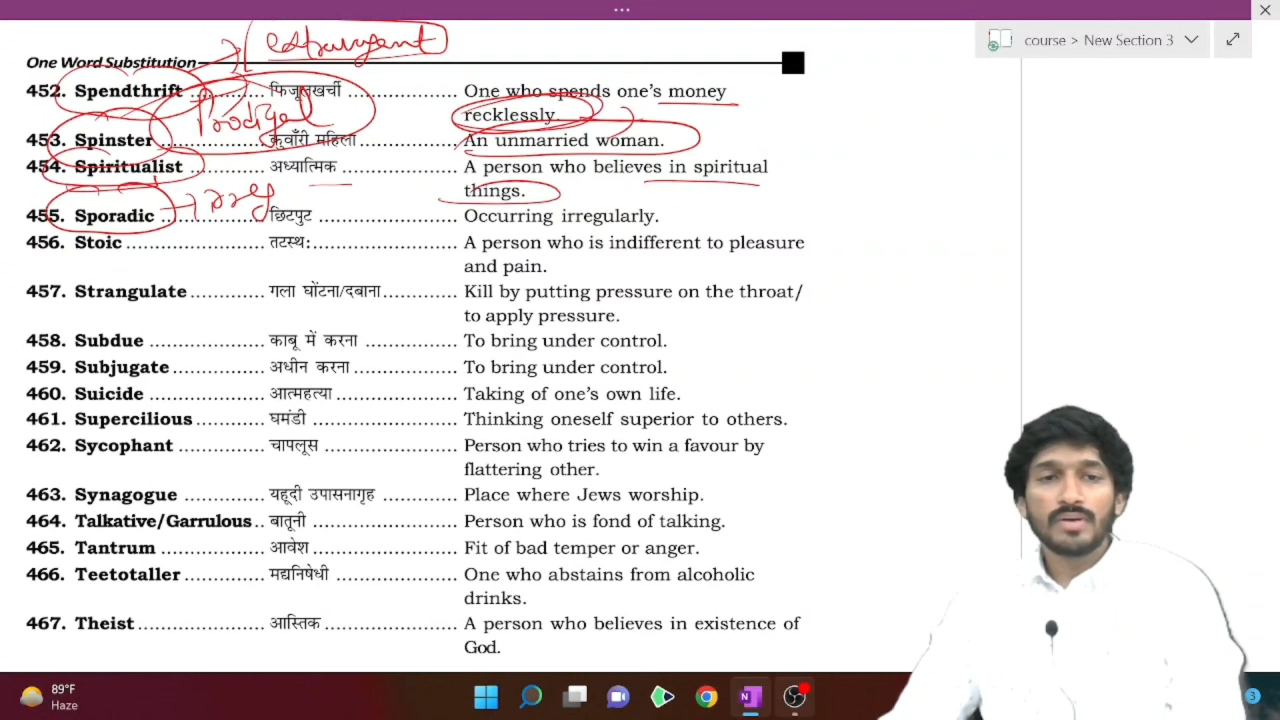 ...
course > New Section 3
estravgent
One Word Substitution
452. Spendthrift ............ फिजूलखर्ची .................. One who spends one's money
recklessly.
Prodigal
453. Spinster .................. कुवाँरी महिला ................ An unmarried woman.
454. Spiritualist ............ अध्यात्मिक .................. A person who believes in spiritual
things.
455. Sporadic ................ छिटपुट ...................... Occurring irregularly.
456. Stoic ...................... तटस्थ: ....................... A person who is indifferent to pleasure
and pain.
457. Strangulate ............. गला घोंटना/दबाना ............. Kill by putting pressure on the throat/
to apply pressure.
458. Subdue ................... काबू में करना ................ To bring under control.
459. Subjugate ............... अधीन करना .................. To bring under control.
460. Suicide ................... आत्महत्या ................... To Taking of one's own life.
461. Supercilious ............ घमंडी ....................... Thinking oneself superior to others.
462. Sycophant ............... चापलूस ...................... Person who tries to win a favour by
flattering other.
463. Synagogue ............... यहूदी उपासनागृह ............. Place where Jews worship.
464. Talkative/Garrulous .. बातूनी ....................... Person who is fond of talking.
465. Tantrum .................. आवेश ........................ Fit of bad temper or anger.
466. Teetotaller .............. मद्यनिषेधी .................... One who abstains from alcoholic
drinks.
467. Theist ..................... आस्तिक ...................... A person who believes in existence of
God.
89°F
Haze
3